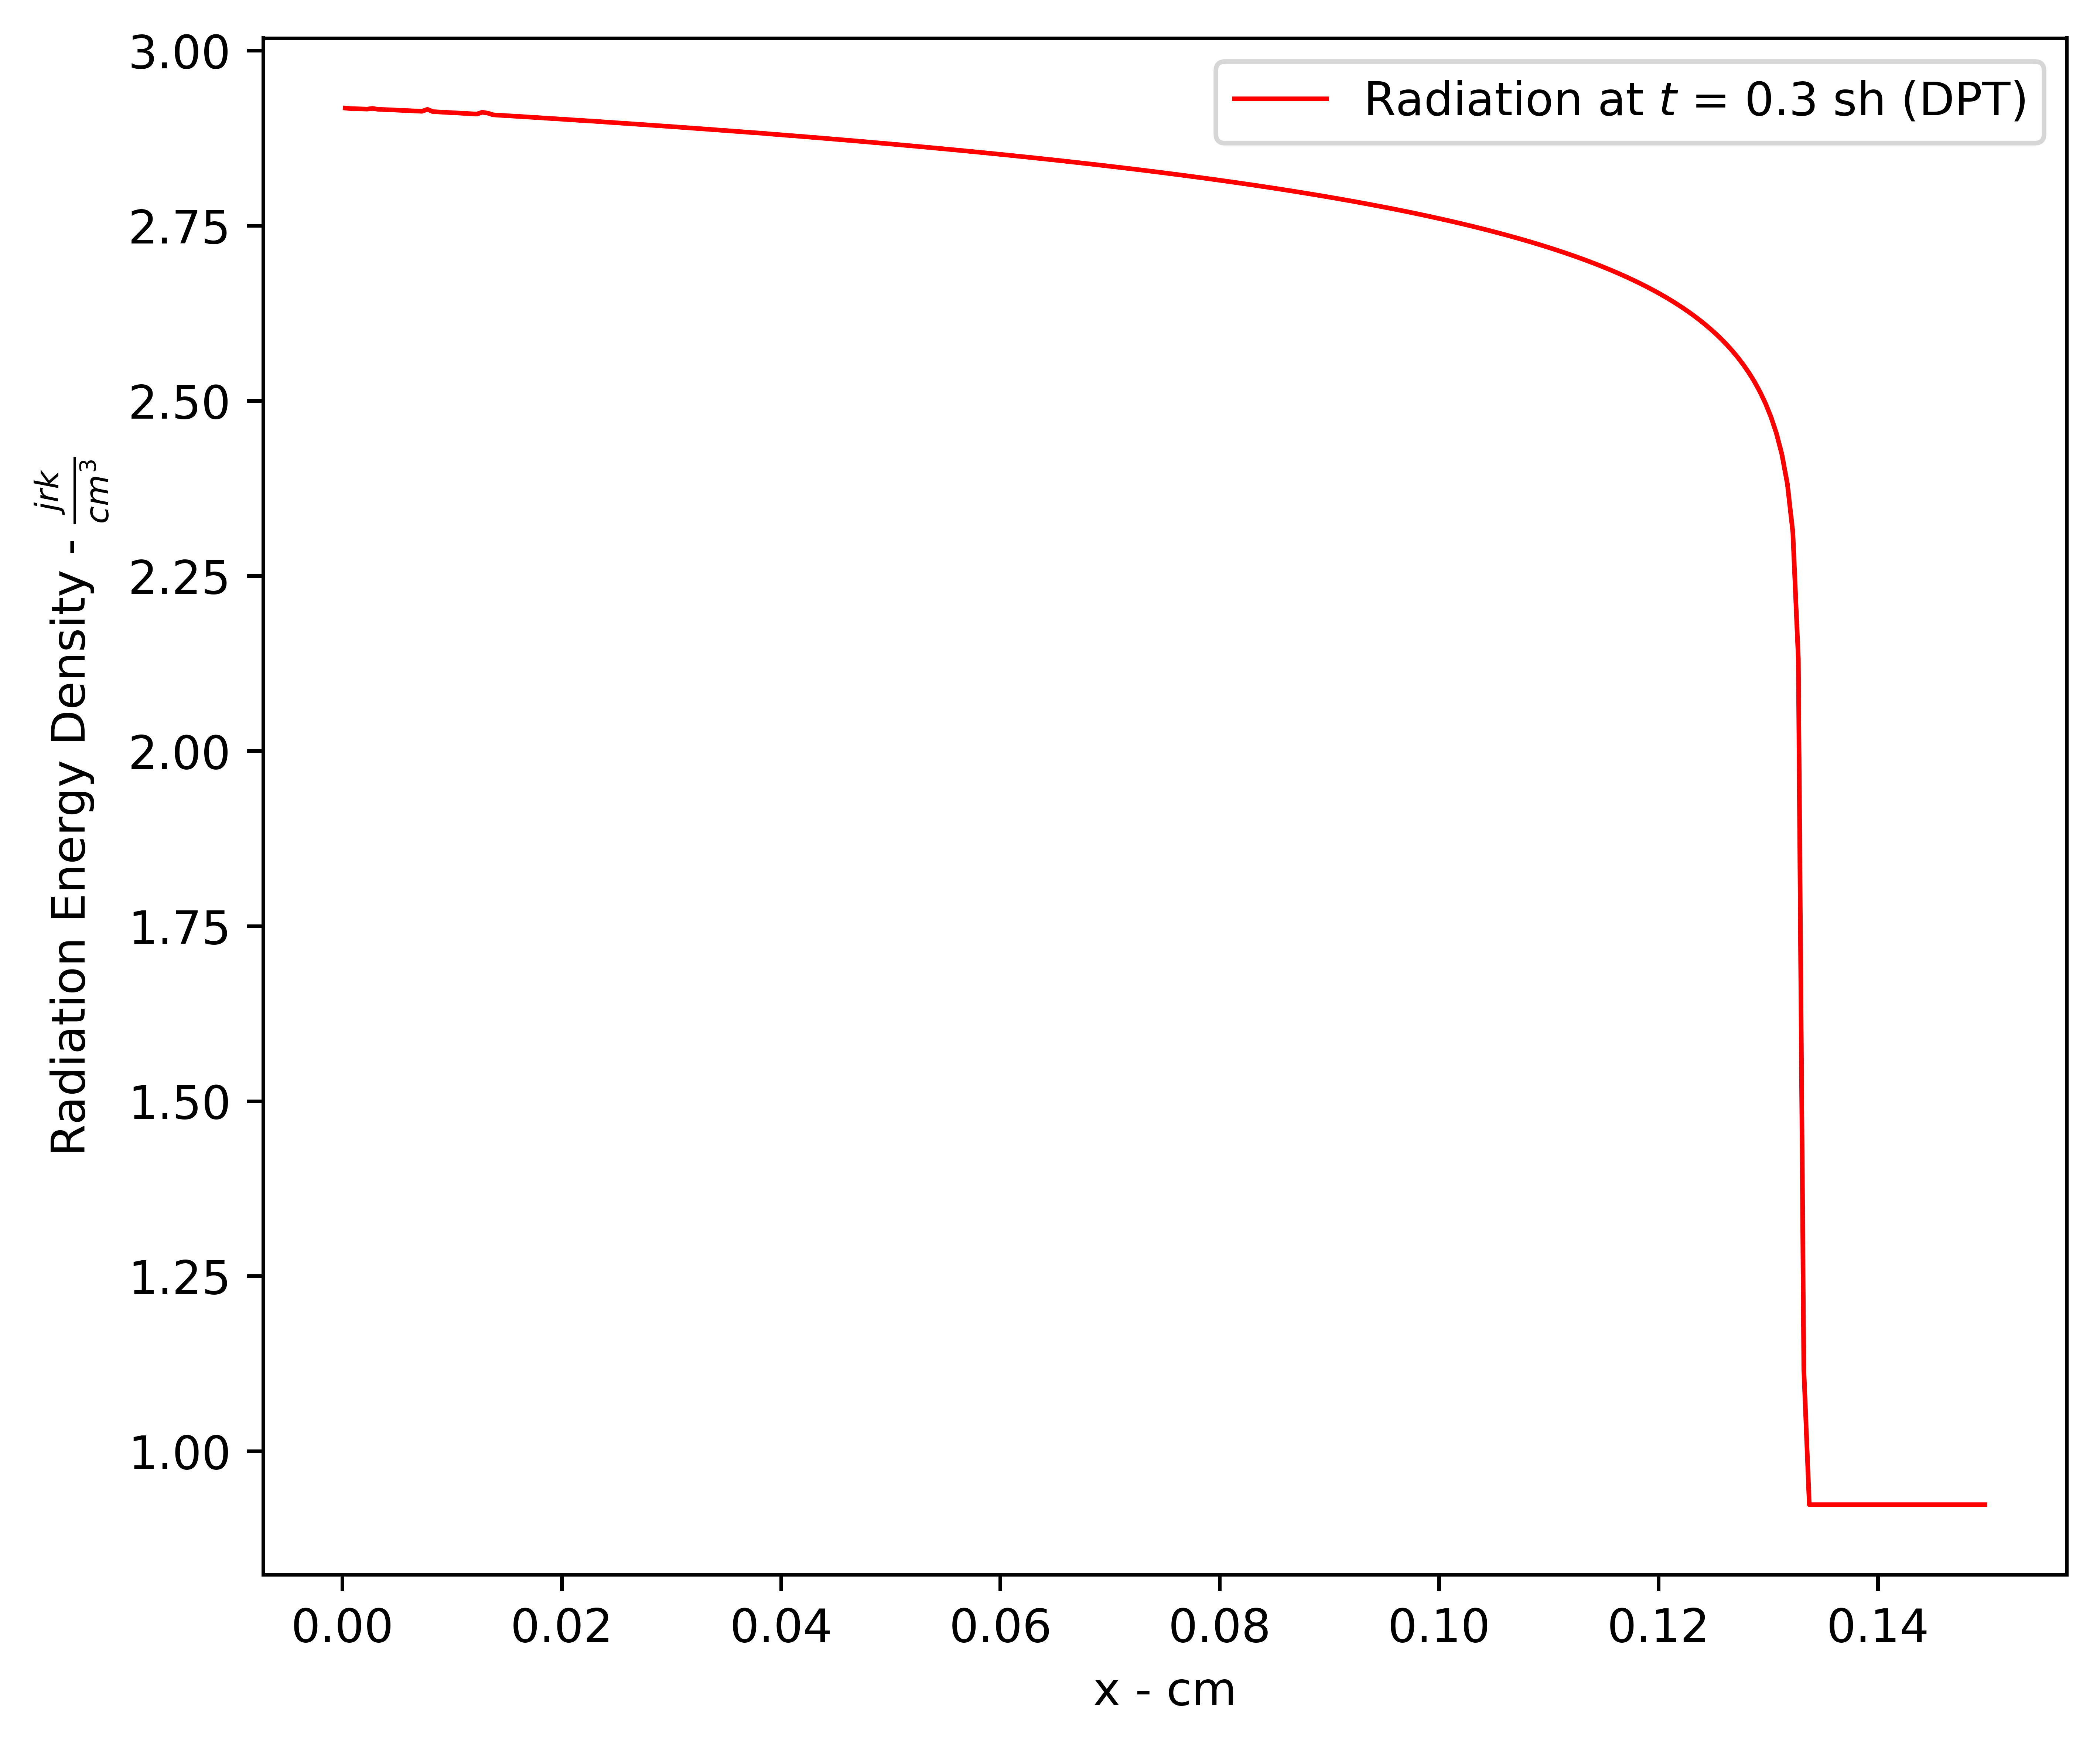 3.00
2.75
2.50
2.25
2.00
1.75
1.50
1.25
1.00
Radiation Energy Density - jrk/cm³
Radiation at t = 0.3 sh (DPT)
0.00 0.02 0.04 0.06 0.08 0.10 0.12 0.14
x - cm